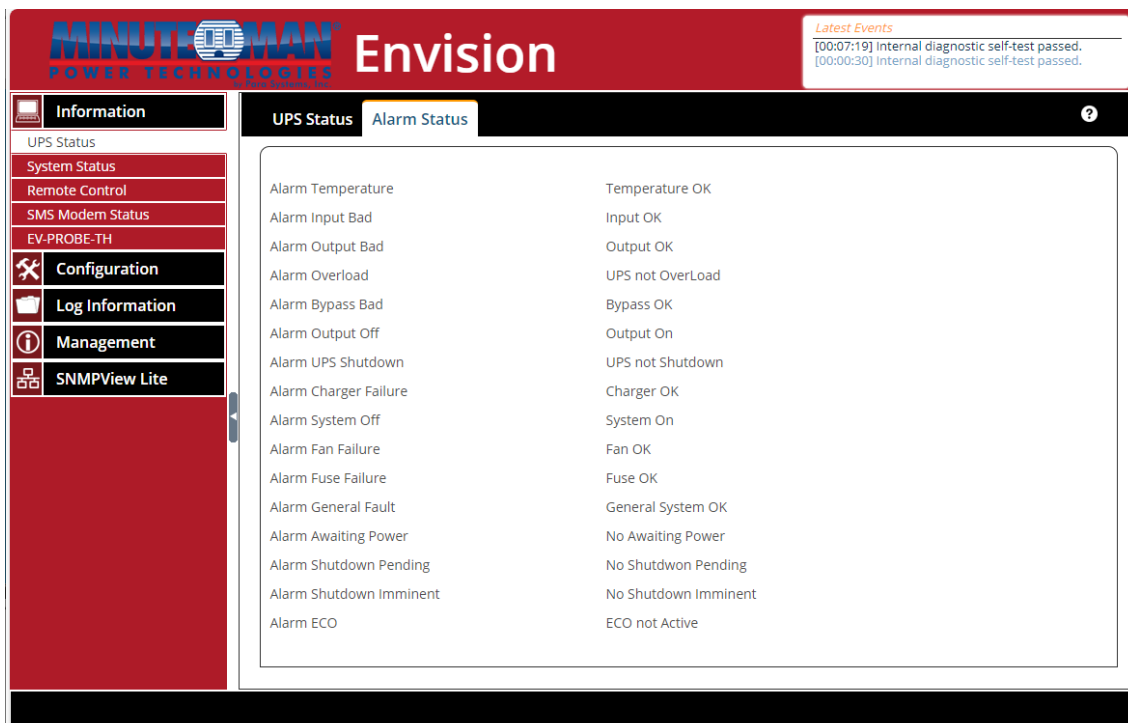 MINUTEMAN
POWER TECHNOLOGIES
by Para Systems, Inc.
Envision
Latest Events
[00:07:19] Internal diagnostic self-test passed.
[00:00:30] Internal diagnostic self-test passed.
Information
UPS Status
System Status
Remote Control
SMS Modem Status
EV-PROBE-TH
Configuration
Log Information
Management
SNMPView Lite
UPS Status Alarm Status ?
Alarm Temperature Temperature OK
Alarm Input Bad Input OK
Alarm Output Bad Output OK
Alarm Overload UPS not OverLoad
Alarm Bypass Bad Bypass OK
Alarm Output Off Output On
Alarm UPS Shutdown UPS not Shutdown
Alarm Charger Failure Charger OK
Alarm System Off System On
Alarm Fan Failure Fan OK
Alarm Fuse Failure Fuse OK
Alarm General Fault General System OK
Alarm Awaiting Power No Awaiting Power
Alarm Shutdown Pending No Shutdwon Pending
Alarm Shutdown Imminent No Shutdown Imminent
Alarm ECO ECO not Active